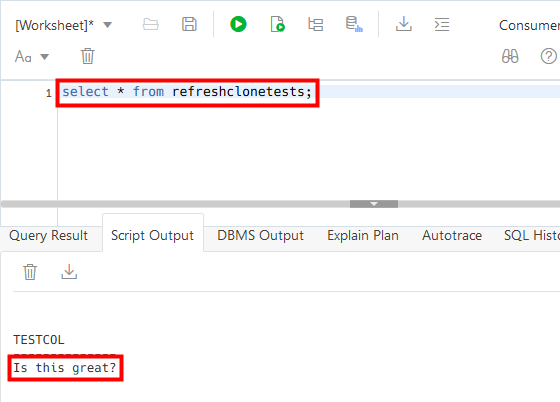 [Worksheet]*
Consumer
Aa
1 select * from refreshclonetests;
Query Result Script Output DBMS Output Explain Plan Autotrace SQL Histo
TESTCOL
--------------
Is this great?